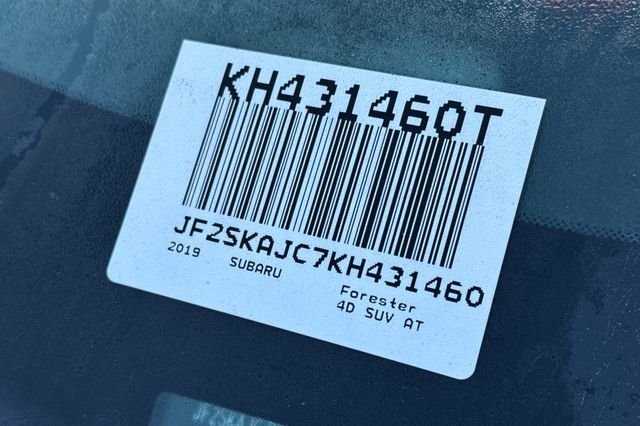 KH431460T
JF2SKAJC7KH431460
2019 SUBARU Forester
4D SUV AT